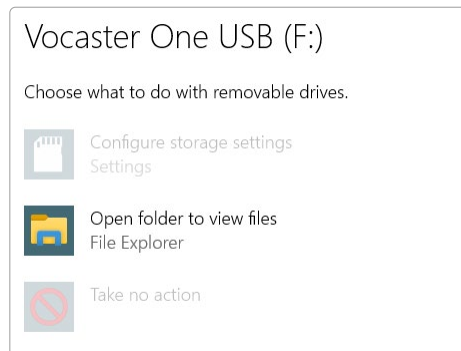 Vocaster One USB (F:)
Choose what to do with removable drives.
Configure storage settings
Settings
Open folder to view files
File Explorer
Take no action